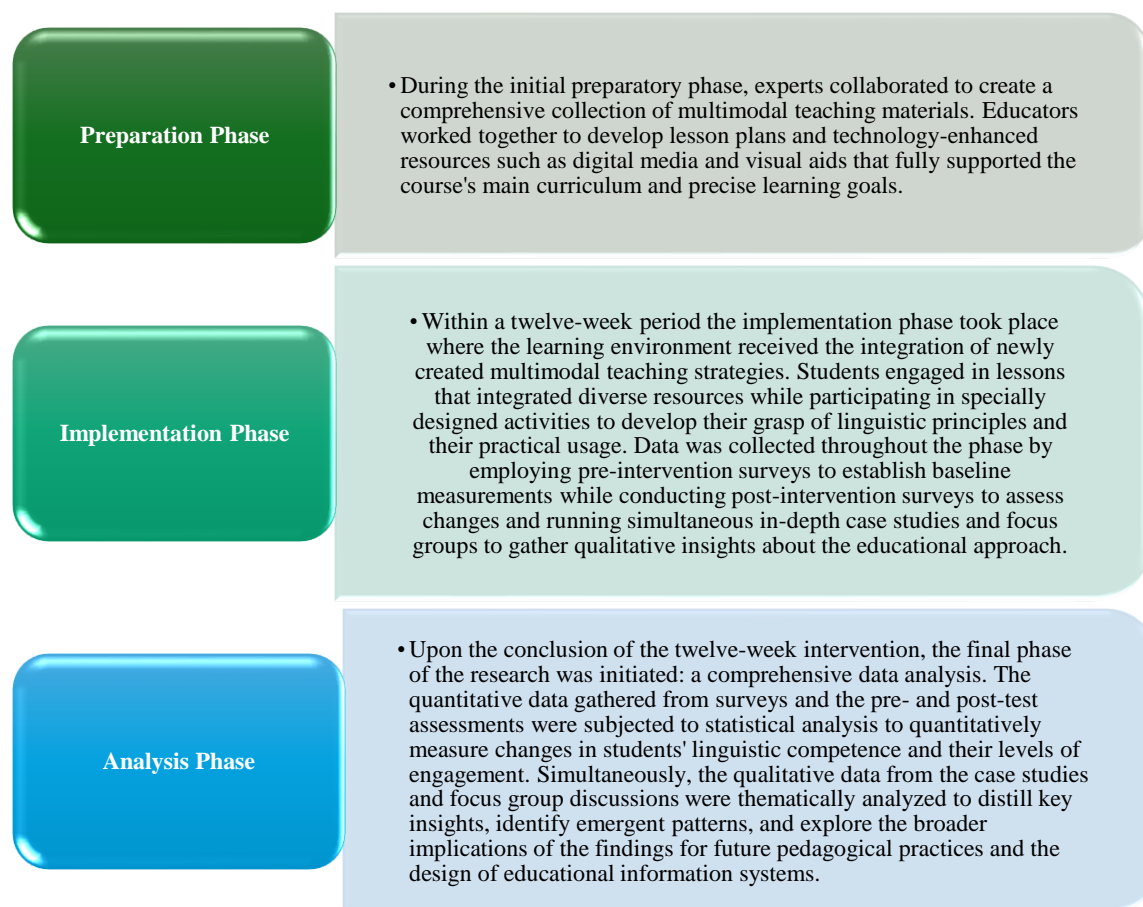 Preparation Phase
• During the initial preparatory phase, experts collaborated to create a
comprehensive collection of multimodal teaching materials. Educators
worked together to develop lesson plans and technology-enhanced
resources such as digital media and visual aids that fully supported the
course's main curriculum and precise learning goals.
Implementation Phase
• Within a twelve-week period the implementation phase took place
where the learning environment received the integration of newly
created multimodal teaching strategies. Students engaged in lessons
that integrated diverse resources while participating in specially
designed activities to develop their grasp of linguistic principles and
their practical usage. Data was collected throughout the phase by
employing pre-intervention surveys to establish baseline
measurements while conducting post-intervention surveys to assess
changes and running simultaneous in-depth case studies and focus
groups to gather qualitative insights about the educational approach.
Analysis Phase
• Upon the conclusion of the twelve-week intervention, the final phase
of the research was initiated: a comprehensive data analysis. The
quantitative data gathered from surveys and the pre- and post-test
assessments were subjected to statistical analysis to quantitatively
measure changes in students' linguistic competence and their levels of
engagement. Simultaneously, the qualitative data from the case studies
and focus group discussions were thematically analyzed to distill key
insights, identify emergent patterns, and explore the broader
implications of the findings for future pedagogical practices and the
design of educational information systems.